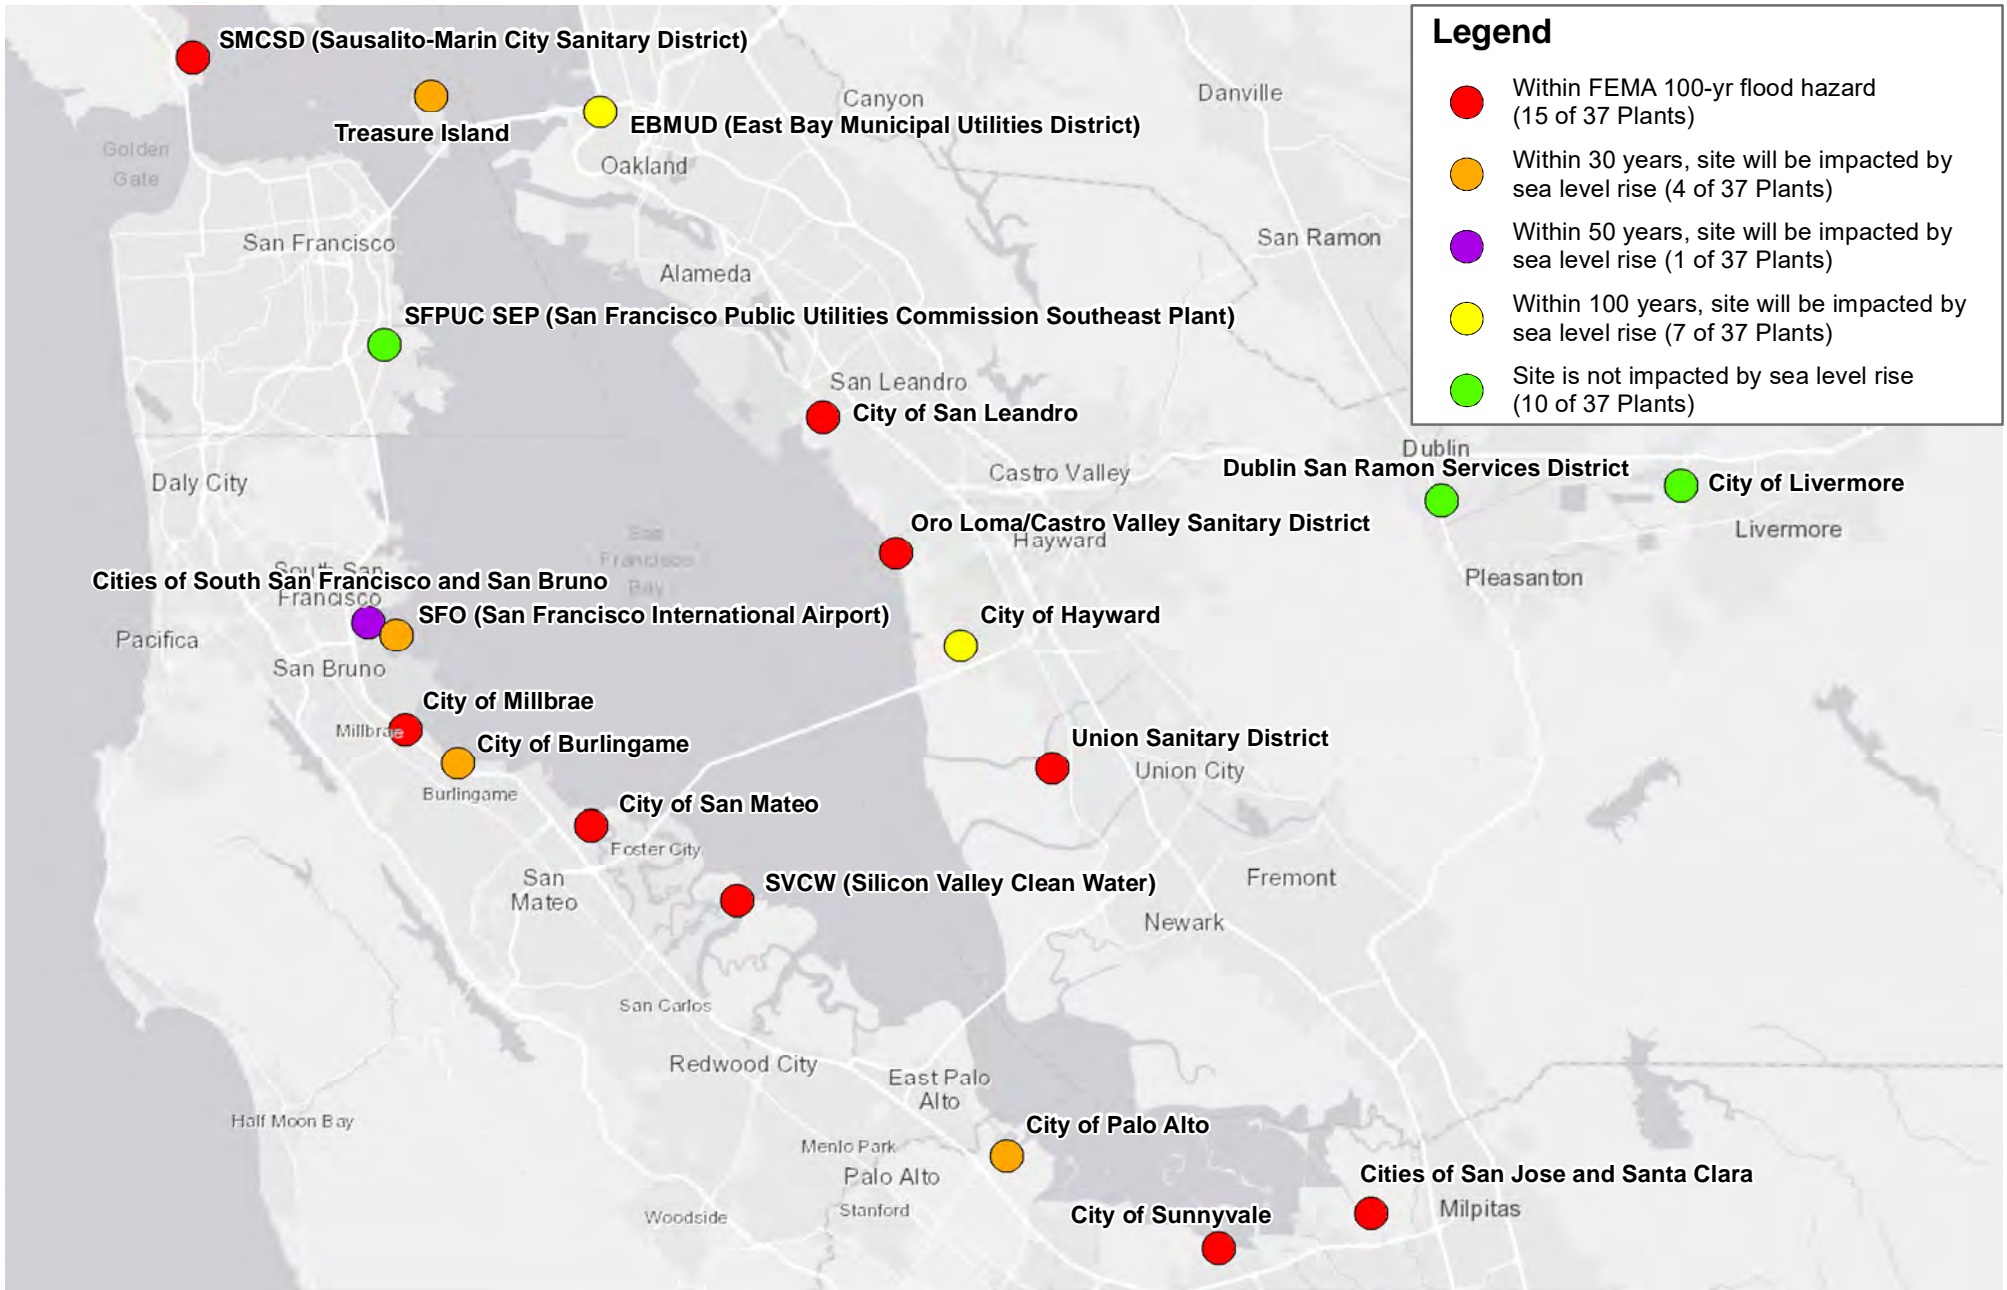 SMCSD (Sausalito-Marin City Sanitary District)
Treasure Island
EBMUD (East Bay Municipal Utilities District)
Canyon
Danville
Golden
Gate
Oakland
San Francisco
Alameda
San Ramon
SFPUC SEP (San Francisco Public Utilities Commission Southeast Plant)
San Leandro
City of San Leandro
Daly City
Castro Valley
Dublin
Dublin San Ramon Services District
City of Livermore
Livermore
Oro Loma/Castro Valley Sanitary District
Hayward
San
Francisco
Bay
Pleasanton
South San
Cities of South San Francisco and San Bruno
Francisco
SFO (San Francisco International Airport)
City of Hayward
Pacifica
San Bruno
City of Millbrae
Millbrae
City of Burlingame
Burlingame
Union Sanitary District
Union City
City of San Mateo
Foster City
San
Mateo
SVCW (Silicon Valley Clean Water)
Fremont
Newark
San Carlos
Redwood City
East Palo
Alto
Half Moon Bay
City of Palo Alto
Menlo Park
Palo Alto
Stanford
Woodside
Cities of San Jose and Santa Clara
Milpitas
City of Sunnyvale
Legend
Within FEMA 100-yr flood hazard
(15 of 37 Plants)
Within 30 years, site will be impacted by
sea level rise (4 of 37 Plants)
Within 50 years, site will be impacted by
sea level rise (1 of 37 Plants)
Within 100 years, site will be impacted by
sea level rise (7 of 37 Plants)
Site is not impacted by sea level rise
(10 of 37 Plants)